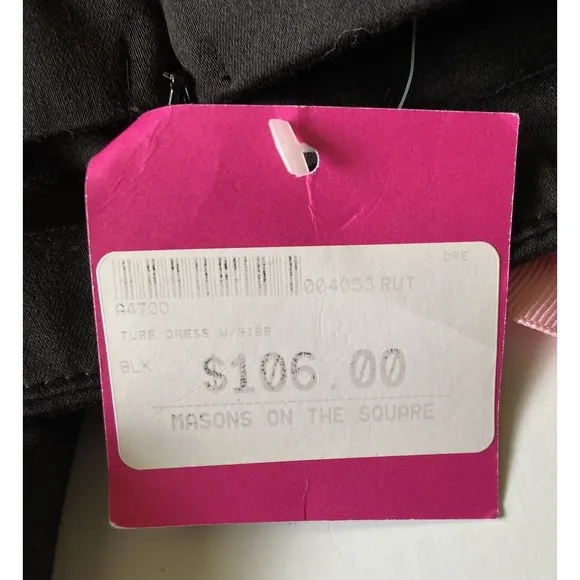 DRE
004053 RUT
A4700
TUBE DRESS W/RIBB
BLK
$106.00
MASONS ON THE SQUARE